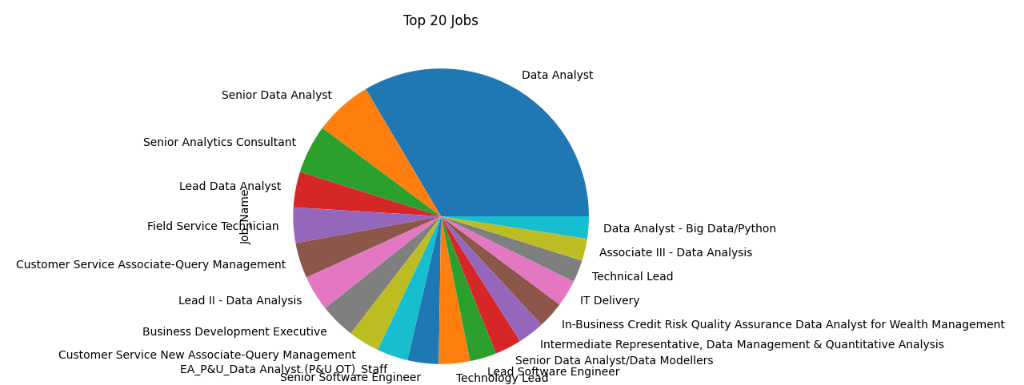 Top 20 Jobs
Data Analyst
Senior Data Analyst
Senior Analytics Consultant
Lead Data Analyst
Job Name
Field Service Technician
Customer Service Associate-Query Management
Lead II - Data Analysis
Business Development Executive
Customer Service New Associate-Query Management
EA_P&U_Data Analyst (P&U OT)_Staff
Senior Software Engineer
Technology Lead
Lead Software Engineer
Senior Data Analyst/Data Modellers
Intermediate Representative, Data Management & Quantitative Analysis
In-Business Credit Risk Quality Assurance Data Analyst for Wealth Management
IT Delivery
Technical Lead
Associate III - Data Analysis
Data Analyst - Big Data/Python